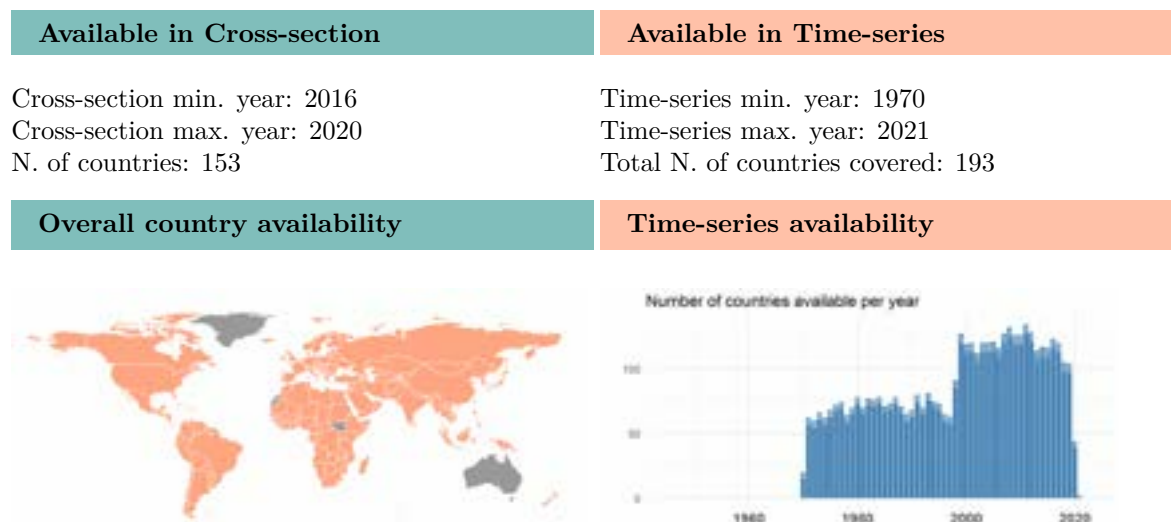 Available in Cross-section
Cross-section min. year: 2016
Cross-section max. year: 2020
N. of countries: 153
Available in Time-series
Time-series min. year: 1970
Time-series max. year: 2021
Total N. of countries covered: 193
Overall country availability
Time-series availability
Number of countries available per year
100
50
0
1960 1980 2000 2020